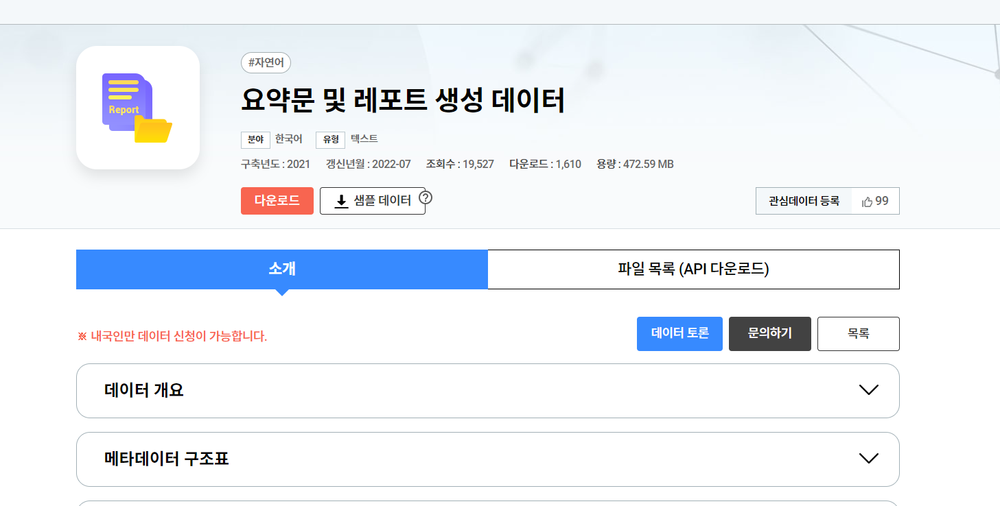 #자연어
Report
요약문 및 레포트 생성 데이터
분야 한국어 유형 텍스트
구축년도 : 2021 갱신년월 : 2022-07 조회수 : 19,527 다운로드 : 1,610 용량 : 472.59 MB
다운로드 샘플 데이터 ? 관심데이터 등록 99
소개 파일 목록 (API 다운로드)
※ 내국인만 데이터 신청이 가능합니다. 데이터 토론 문의하기 목록
데이터 개요
메타데이터 구조표